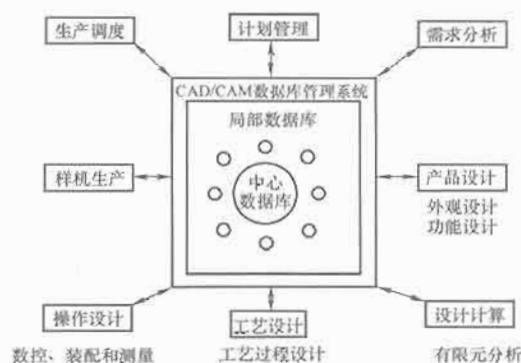 生产调度
计划管理
需求分析
CAD/CAM数据库管理系统
局部数据库
样机生产
中心
数据库
产品设计
外观设计
功能设计
操作设计
工艺设计
设计计算
数控、装配和测量
工艺过程设计
有限元分析